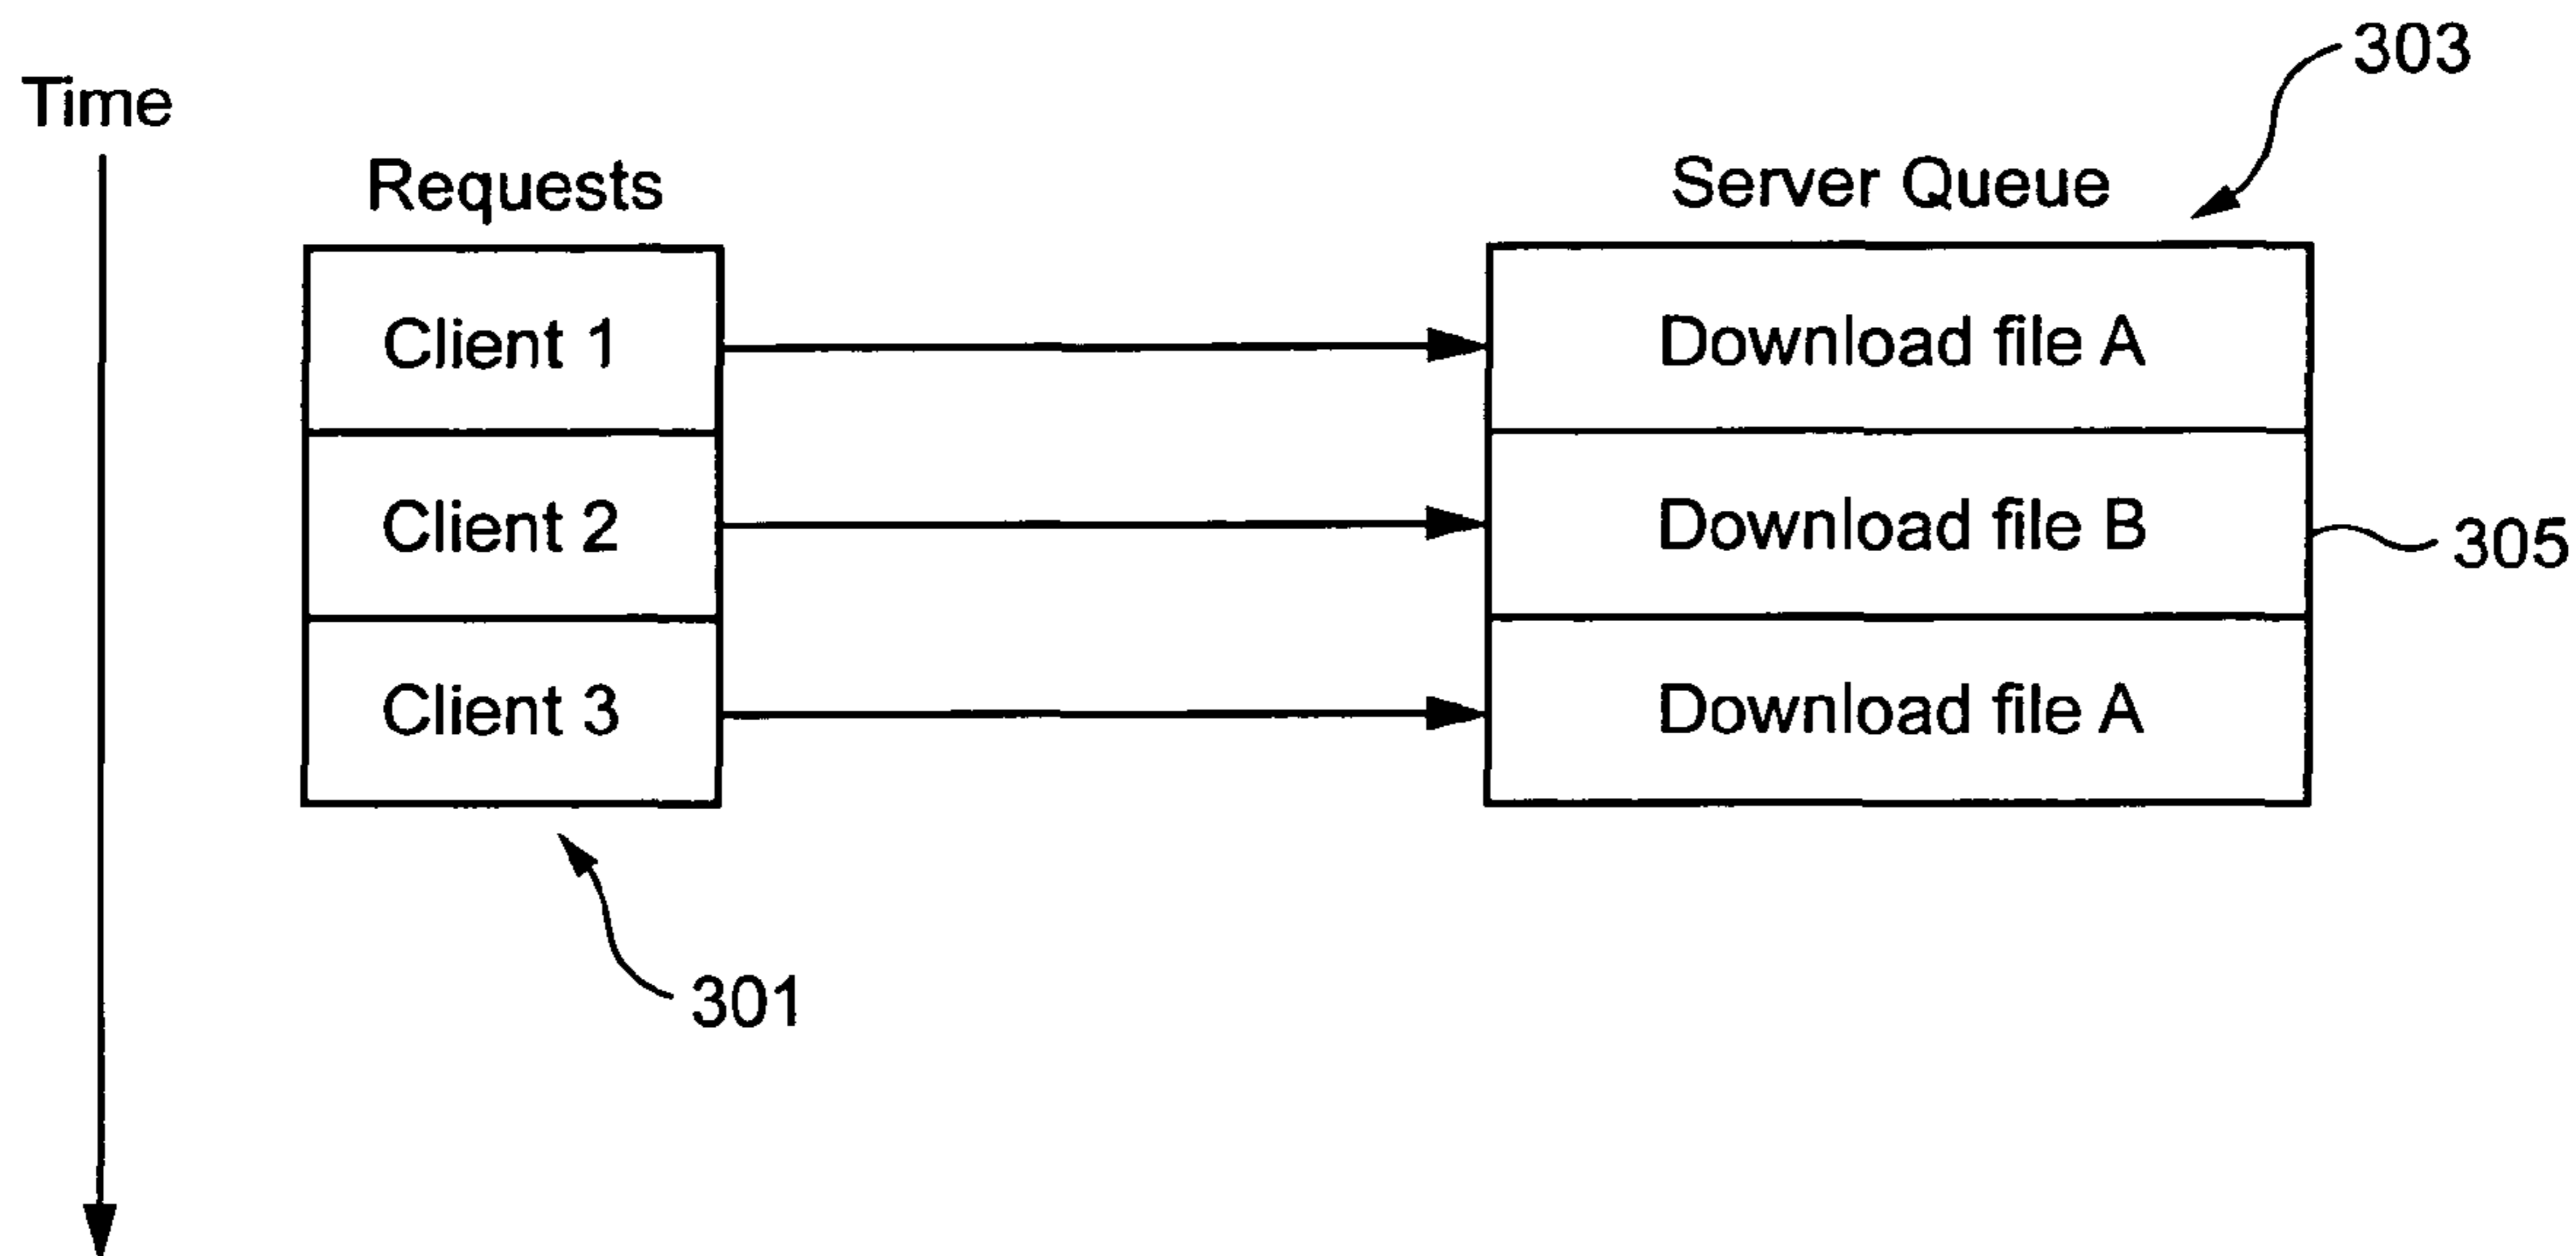 303
Time
Requests
Server Queue
Client 1
Download file A
Client 2
Download file B
305
Client 3
Download file A
301